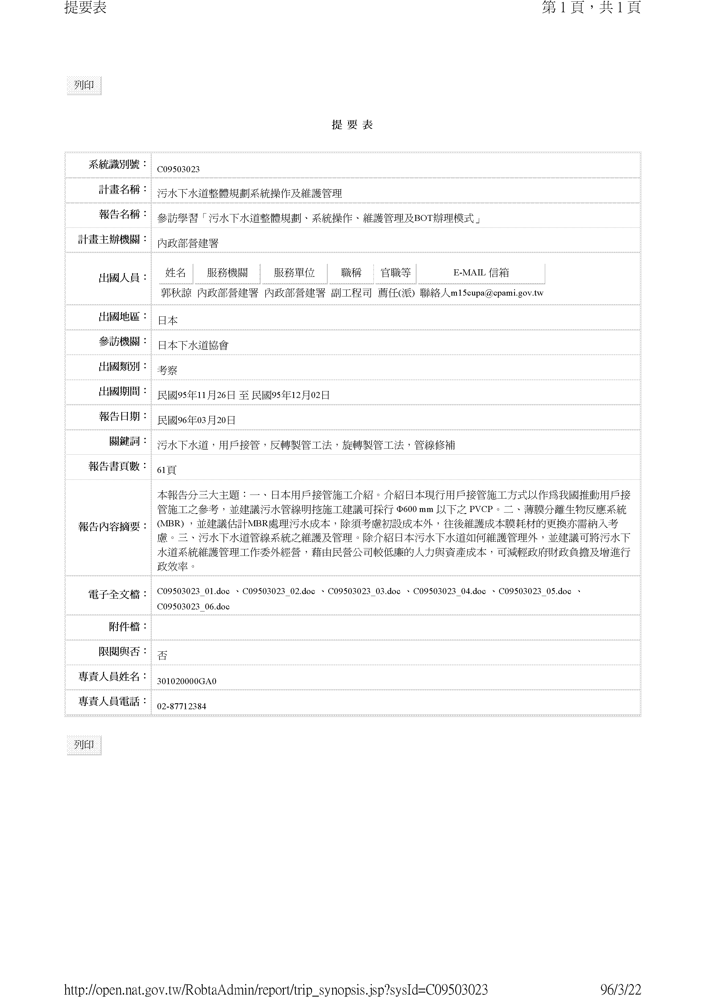 提要表
第 1 頁，共 1 頁
列印
提 要 表
系統識別號：
C09503023
計畫名稱：
污水下水道整體規劃系統操作及維護管理
報告名稱：
參訪學習「污水下水道整體規劃、系統操作、維護管理及BOT辦理模式」
計畫主辦機關：
內政部營建署
出國人員：
姓名 服務機關 服務單位 職稱 官職等 E-MAIL 信箱
郭秋諒 內政部營建署 內政部營建署 副工程司 薦任(派) 聯絡人m15cupa@cpami.gov.tw
出國地區：
日本
參訪機關：
日本下水道協會
出國類別：
考察
出國期間：
民國95年11月26日 至 民國95年12月02日
報告日期：
民國96年03月20日
關鍵詞：
污水下水道，用戶接管，反轉製管工法，旋轉製管工法，管線修補
報告書頁數：
61頁
報告內容摘要：
本報告分三大主題：一、日本用戶接管施工介紹。介紹日本現行用戶接管施工方式以作為我國推動用戶接
管施工之參考，並建議污水管線明挖施工建議可採行 Φ600 mm 以下之 PVCP。二、薄膜分離生物反應系統
(MBR) ，並建議估計MBR處理污水成本，除須考慮初設成本外，往後維護成本膜耗材的更換亦需納入考
慮。三、污水下水道管線系統之維護及管理。除介紹日本污水下水道如何維護管理外，並建議可將污水下
水道系統維護管理工作委外經營，藉由民營公司較低廉的人力與資產成本，可減輕政府財政負擔及增進行
政效率。
電子全文檔：
C09503023_01.doc 、C09503023_02.doc 、C09503023_03.doc 、C09503023_04.doc 、C09503023_05.doc 、
C09503023_06.doc
附件檔：
限閱與否：
否
專責人員姓名：
301020000GA0
專責人員電話：
02-87712384
列印
http://open.nat.gov.tw/RobtaAdmin/report/trip_synopsis.jsp?sysId=C09503023
96/3/22